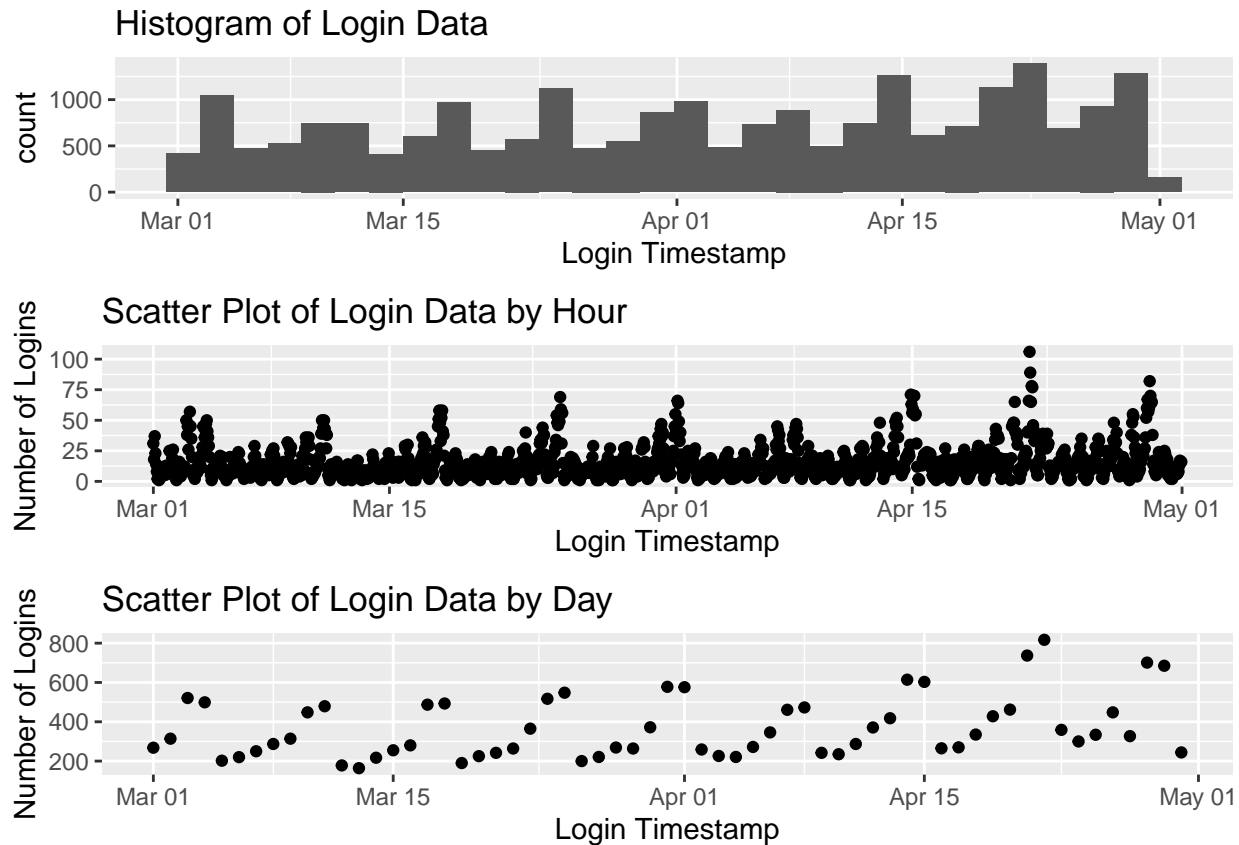 Histogram of Login Data
count
1000
500
0
Mar 01 Mar 15 Apr 01 Apr 15 May 01
Login Timestamp
Scatter Plot of Login Data by Hour
Number of Logins
100
75
50
25
0
Mar 01 Mar 15 Apr 01 Apr 15 May 01
Login Timestamp
Scatter Plot of Login Data by Day
Number of Logins
800
600
400
200
Mar 01 Mar 15 Apr 01 Apr 15 May 01
Login Timestamp